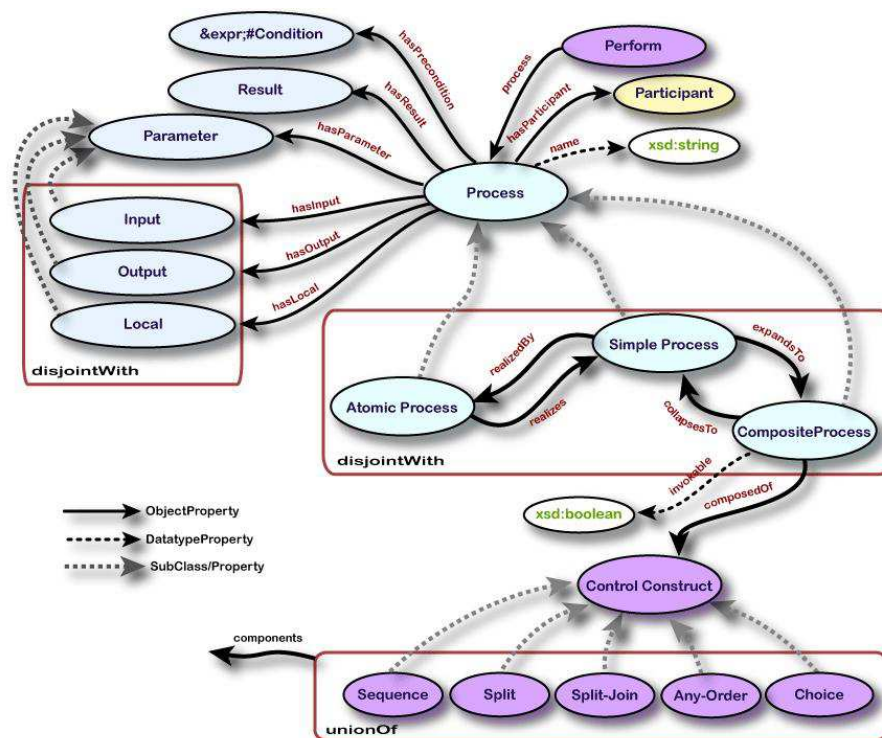 &expr;#Condition
Perform
hasPrecondition
process
Result
hasResult
hasParticipant
Participant
Parameter
hasParameter
name
xsd:string
Process
Input
hasInput
Output
hasOutput
Local
hasLocal
disjointWith
Simple Process
expandsTo
realizedBy
Atomic Process
realizes
collapsesTo
CompositeProcess
disjointWith
invokable
composedOf
ObjectProperty
xsd:boolean
DatatypeProperty
SubClass/Property
Control Construct
components
Sequence
Split
Split-Join
Any-Order
Choice
unionOf